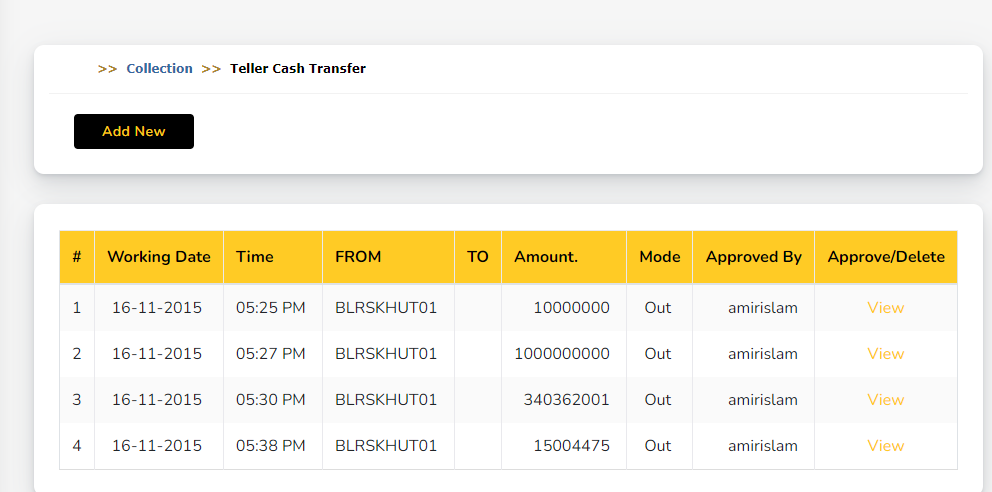 >> Collection >> Teller Cash Transfer
Add New
# Working Date Time FROM TO Amount. Mode Approved By Approve/Delete
1 16-11-2015 05:25 PM BLRSKHUT01 10000000 Out amirislam View
2 16-11-2015 05:27 PM BLRSKHUT01 1000000000 Out amirislam View
3 16-11-2015 05:30 PM BLRSKHUT01 340362001 Out amirislam View
4 16-11-2015 05:38 PM BLRSKHUT01 15004475 Out amirislam View